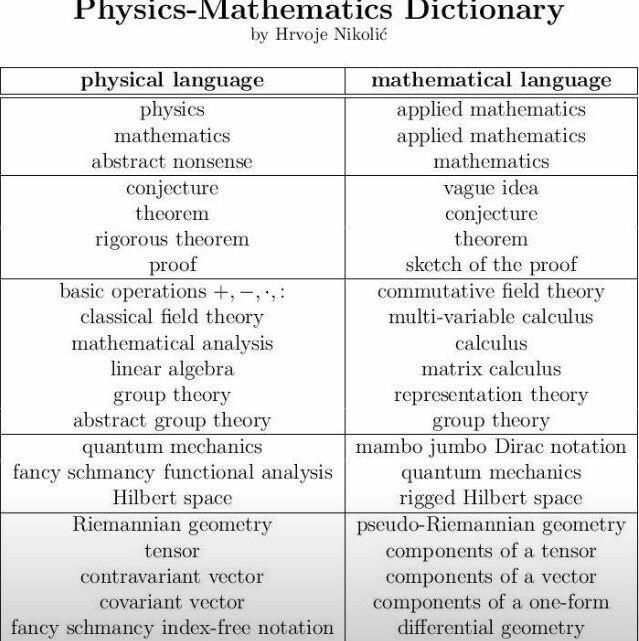 Physics-Mathematics Dictionary
by Hrvoje Nikolić
physical language mathematical language
physics applied mathematics
mathematics applied mathematics
abstract nonsense mathematics
conjecture vague idea
theorem conjecture
rigorous theorem theorem
proof sketch of the proof
basic operations +, −, ·, : commutative field theory
classical field theory multi-variable calculus
mathematical analysis calculus
linear algebra matrix calculus
group theory representation theory
abstract group theory group theory
quantum mechanics mambo jumbo Dirac notation
fancy schmancy functional analysis quantum mechanics
Hilbert space rigged Hilbert space
Riemannian geometry pseudo-Riemannian geometry
tensor components of a tensor
contravariant vector components of a vector
covariant vector components of a one-form
fancy schmancy index-free notation differential geometry